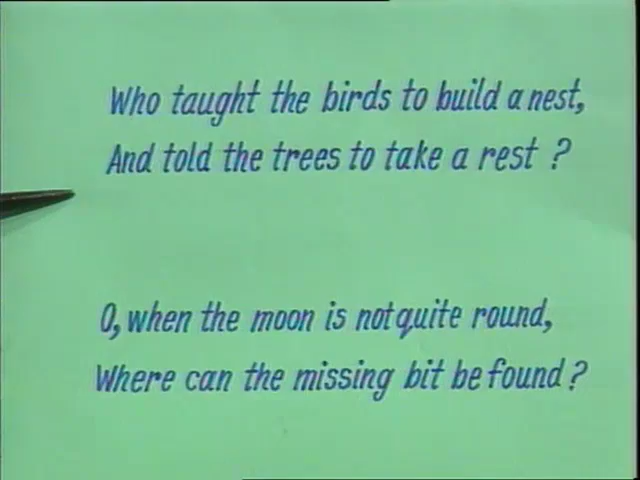 Who taught the birds to build a nest,
And told the trees to take a rest ?
O, when the moon is not quite round,
Where can the missing bit be found ?